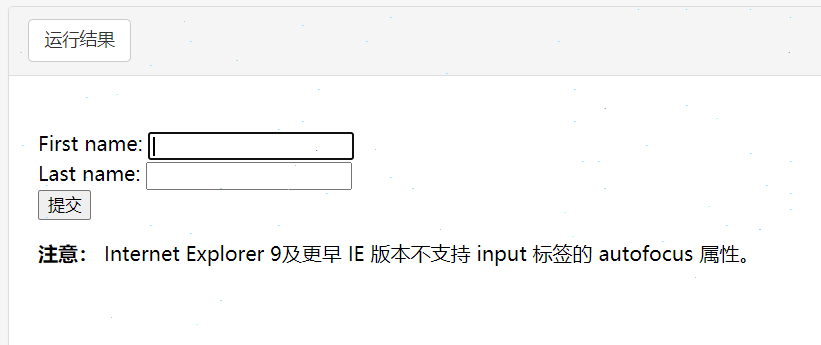 运行结果
First name:
Last name:
提交
注意： Internet Explorer 9及更早 IE 版本不支持 input 标签的 autofocus 属性。